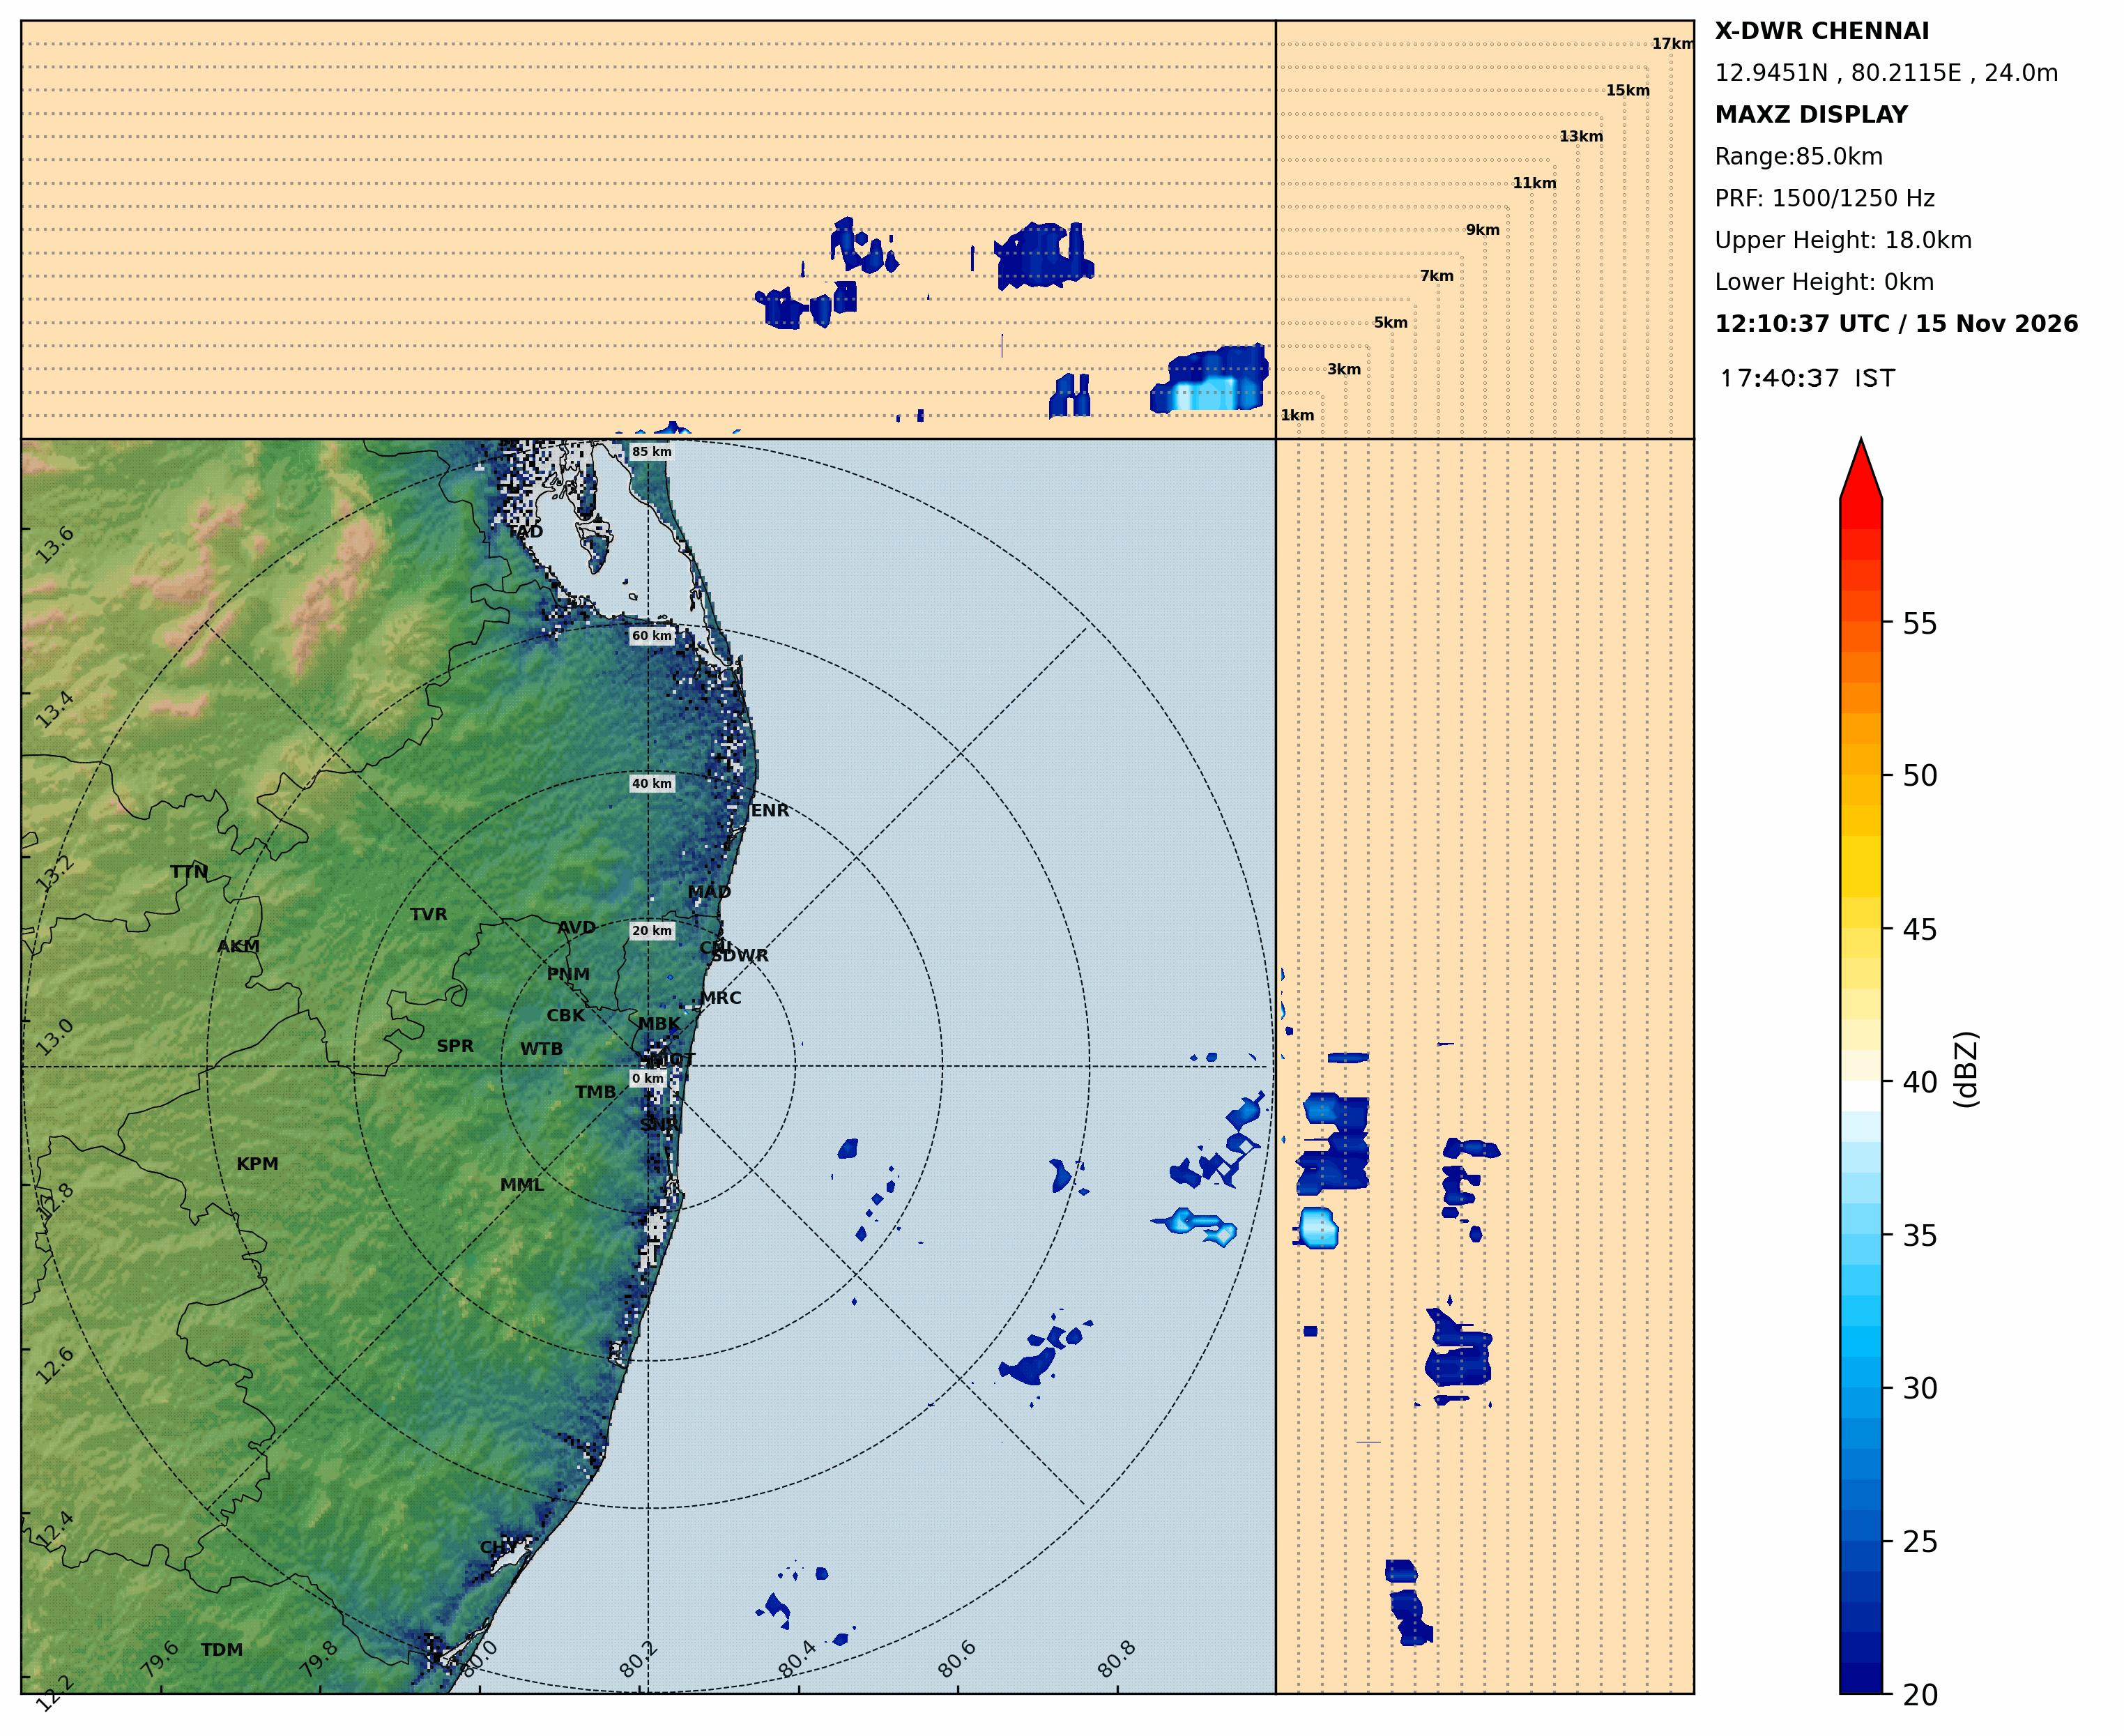 X-DWR CHENNAI
12.9451N , 80.2115E , 24.0m
MAXZ DISPLAY
Range:85.0km
PRF: 1500/1250 Hz
Upper Height: 18.0km
Lower Height: 0km
12:10:37 UTC / 15 Nov 2026
17:40:37 IST
17km
15km
13km
11km
9km
7km
5km
3km
1km
85 km
TAD
13.6
60 km
13.4
40 km
ENR
13.2
TTN
MAD
TVR
AVD
20 km
AKM
SDWR
PNM
MRC
CBK
MBK
13.0
SPR
WTB
0 km
TMB
SNR
KPM
MML
12.8
12.6
12.4
CHY
TDM
12.2
79.6
79.8
80.0
80.2
80.4
80.6
80.8
55
50
45
40
35
30
25
20
(dBZ)